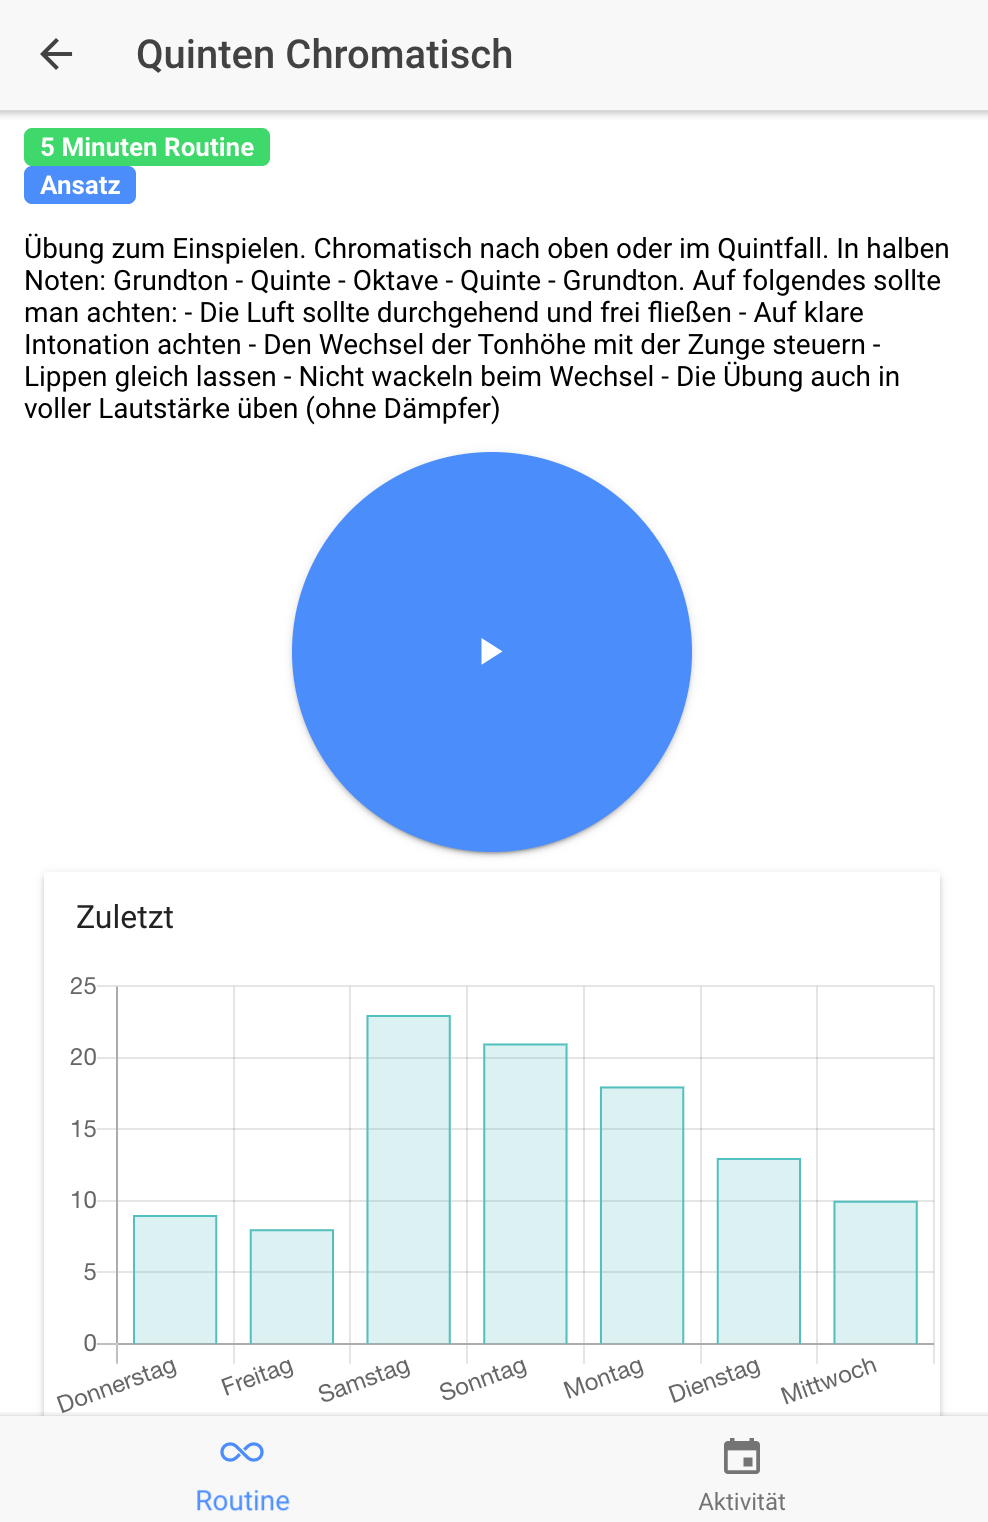 Quinten Chromatisch
5 Minuten Routine
Ansatz
Übung zum Einspielen. Chromatisch nach oben oder im Quintfall. In halben
Noten: Grundton - Quinte - Oktave - Quinte - Grundton. Auf folgendes sollte
man achten: - Die Luft sollte durchgehend und frei fließen - Auf klare
Intonation achten - Den Wechsel der Tonhöhe mit der Zunge steuern -
Lippen gleich lassen - Nicht wackeln beim Wechsel - Die Übung auch in
voller Lautstärke üben (ohne Dämpfer)
Zuletzt
25
20
15
10
5
0
Donnerstag Freitag Samstag Sonntag Montag Dienstag Mittwoch
Routine Aktivität